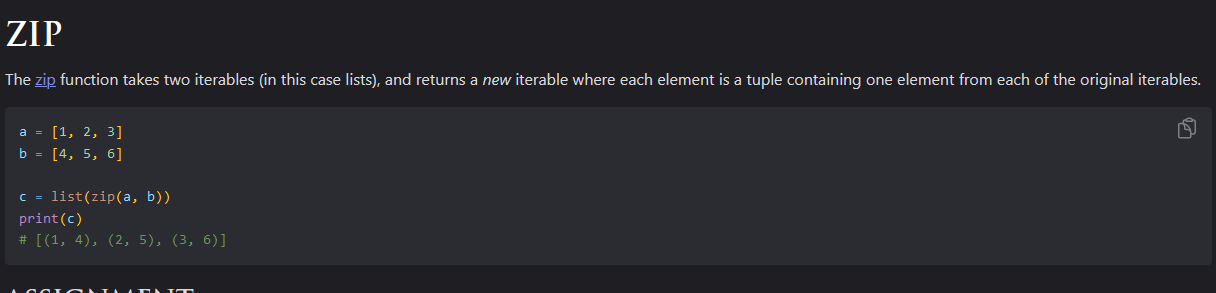 ZIP
The zip function takes two iterables (in this case lists), and returns a new iterable where each element is a tuple containing one element from each of the original iterables.
a = [1, 2, 3]
b = [4, 5, 6]
c = list(zip(a, b))
print(c)
# [(1, 4), (2, 5), (3, 6)]
ASSIGNMENT